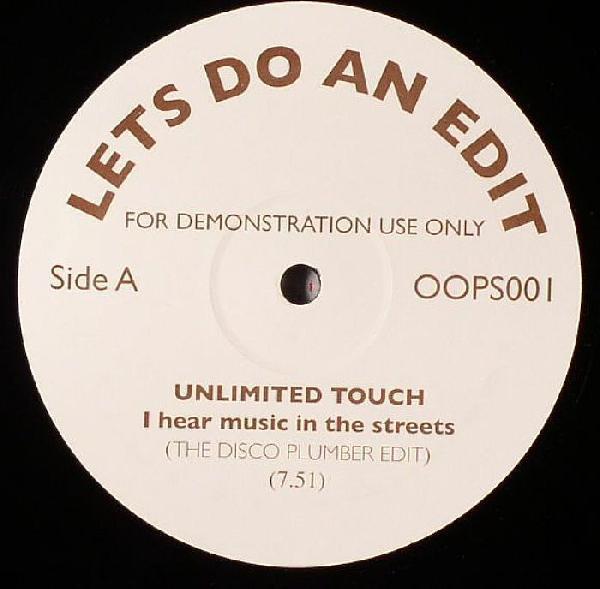 LETS DO AN EDIT
FOR DEMONSTRATION USE ONLY
Side A
OOPS001
UNLIMITED TOUCH
I hear music in the streets
(THE DISCO PLUMBER EDIT)
(7.51)